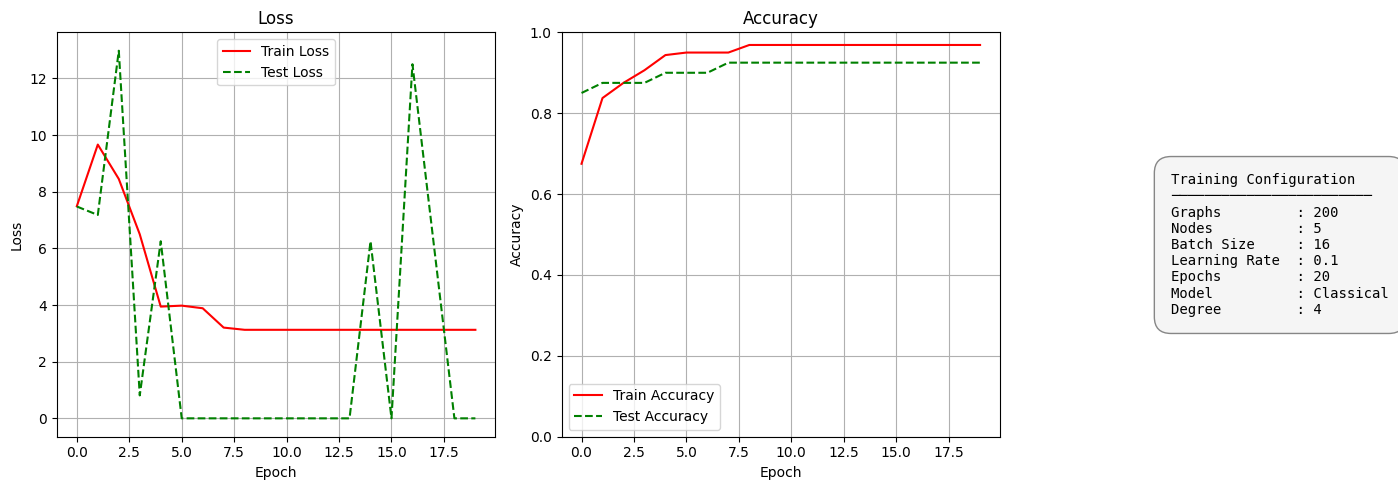 Loss
Train Loss
Test Loss
12
10
8
6
4
2
0
Loss
0.0 2.5 5.0 7.5 10.0 12.5 15.0 17.5
Epoch
Accuracy
1.0
0.8
0.6
0.4
0.2
0.0
Accuracy
Train Accuracy
Test Accuracy
0.0 2.5 5.0 7.5 10.0 12.5 15.0 17.5
Epoch
Training Configuration
Graphs : 200
Nodes : 5
Batch Size : 16
Learning Rate : 0.1
Epochs : 20
Model : Classical
Degree : 4